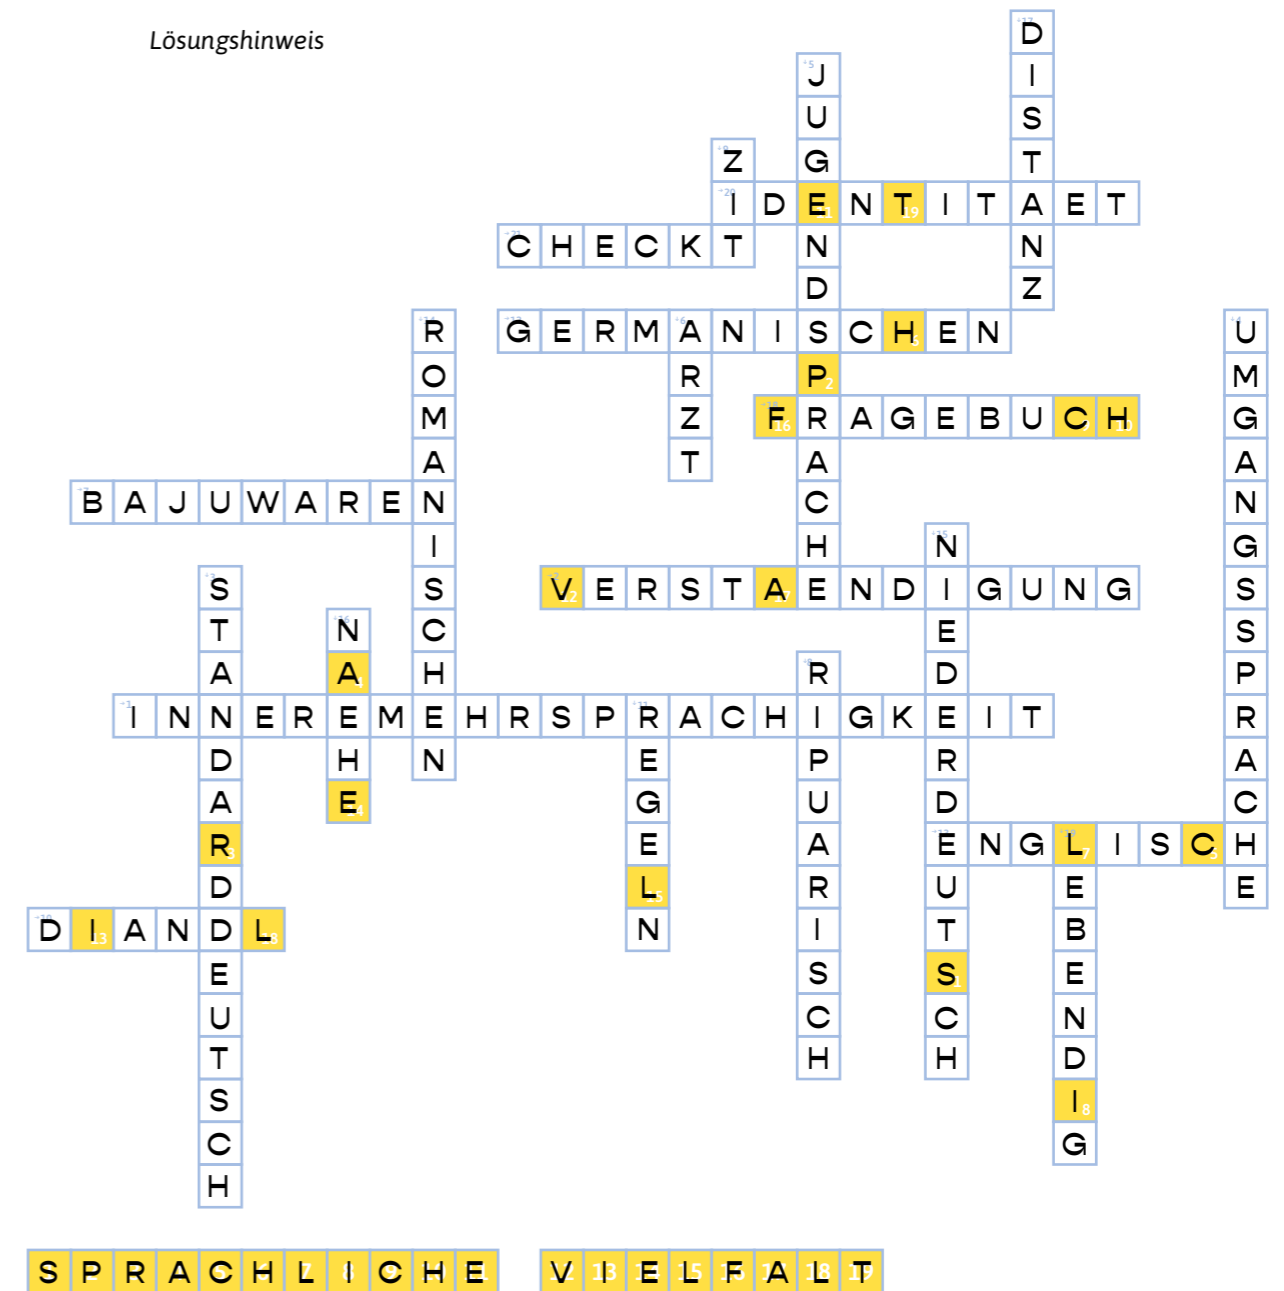 Lösungshinweis
DISTANZ
JUGENDSPRACHE
ZIT
IDENTITAET
CHECKT
ROMANISCHEN
GERMANISCHEN
ARZT
UMGANGSSPRACHE
FRAGEBUCH
BAJUWAREN
NIEDERDEUTSCH
STANDARDDEUTSCH
VERSTAENDIGUNG
NAEHE
RIPUARISCH
INNEREMEHRSPRACHIGKEIT
REGELN
ENGLISCH
LEBENDIG
DIANDL
SPRACHLICHE VIELFALT